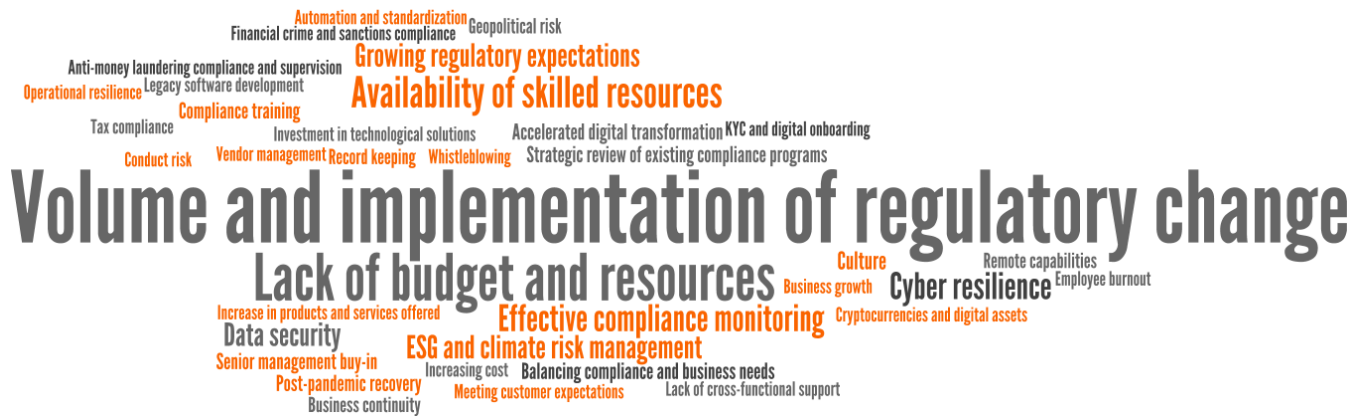 Automation and standardization
Geopolitical risk
Financial crime and sanctions compliance
Growing regulatory expectations
Anti-money laundering compliance and supervision
Legacy software development
Operational resilience
Availability of skilled resources
Compliance training
Tax compliance
Investment in technological solutions
Accelerated digital transformation
KYC and digital onboarding
Conduct risk
Vendor management
Record keeping
Whistleblowing
Strategic review of existing compliance programs
Volume and implementation of regulatory change
Lack of budget and resources
Culture
Remote capabilities
Business growth
Cyber resilience
Employee burnout
Increase in products and services offered
Effective compliance monitoring
Cryptocurrencies and digital assets
Data security
ESG and climate risk management
Senior management buy-in
Increasing cost
Balancing compliance and business needs
Post-pandemic recovery
Meeting customer expectations
Lack of cross-functional support
Business continuity